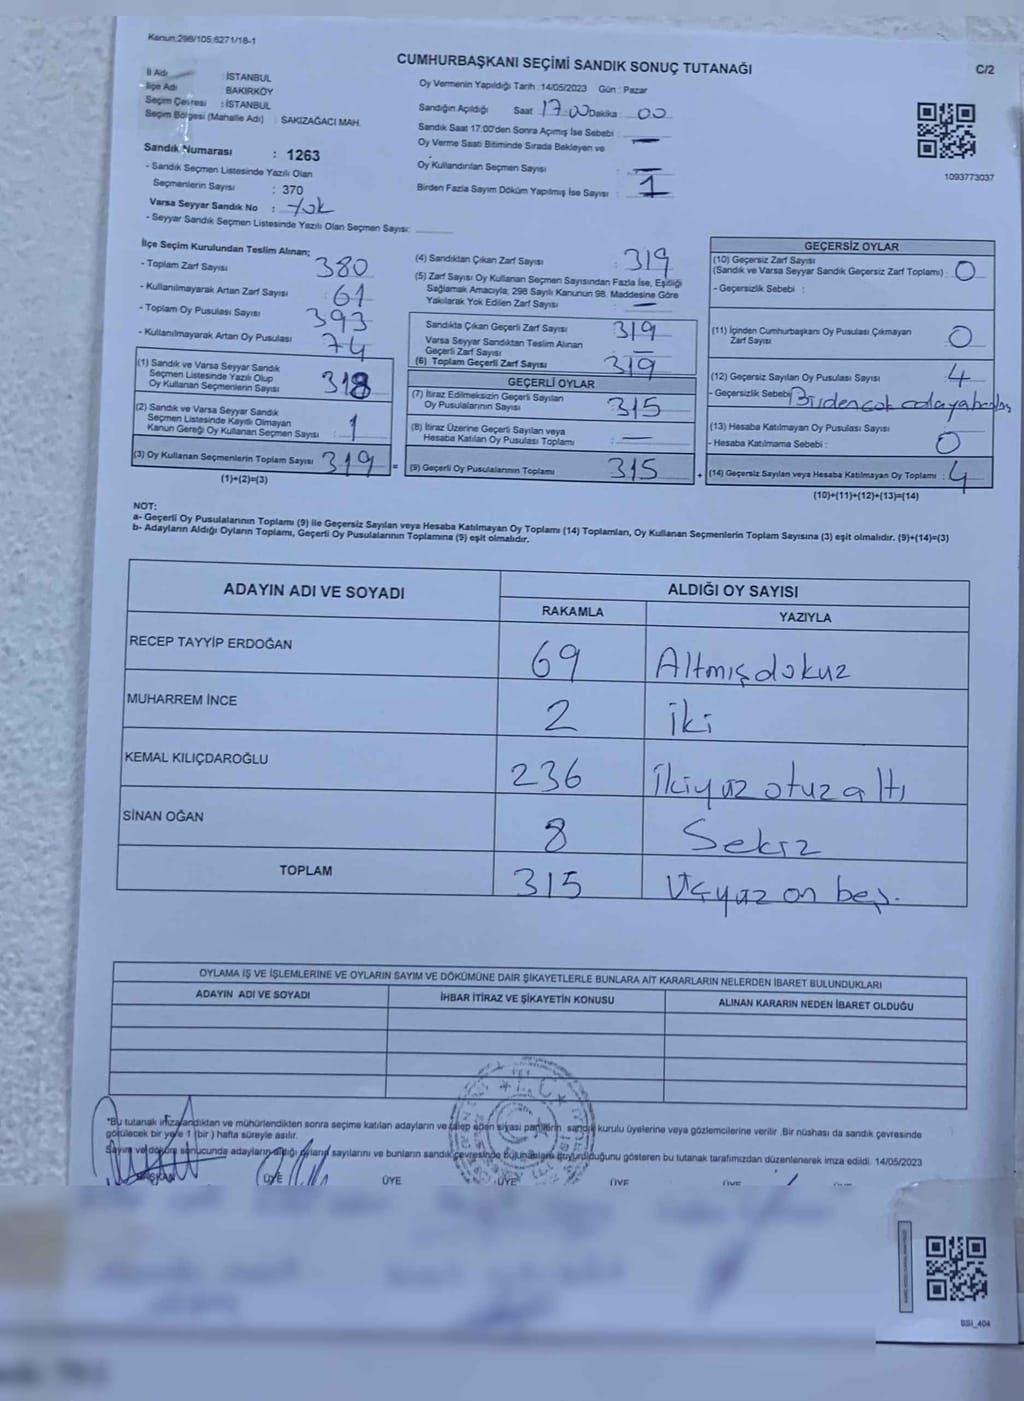 Kanun:298/105;6271/18-1
CUMHURBAŞKANI SEÇİMİ SANDIK SONUÇ TUTANAĞI
C/2
İl Adı : İSTANBUL
İlçe Adı : BAKIRKÖY
Seçim Çevresi : İSTANBUL
Seçim Bölgesi (Mahalle Adı) : SAKIZAĞACI MAH.
Sandık Numarası : 1263
- Sandık Seçmen Listesinde Yazılı Olan
Seçmenlerin Sayısı : 370
Varsa Seyyar Sandık No : Yok
- Seyyar Sandık Seçmen Listesinde Yazılı Olan Seçmen Sayısı:
Oy Vermenin Yapıldığı Tarih :14/05/2023 Gün : Pazar
Sandığın Açıldığı Saat 17:00 Dakika : 00
Sandık Saat 17:00'den Sonra Açımış İse Sebebi : —
Oy Verme Saati Bitiminde Sırada Bekleyen ve
Oy Kullandırılan Seçmen Sayısı : —
Birden Fazla Sayım Döküm Yapılmış İse Sayısı : 1
1093773037
İlçe Seçim Kurulundan Teslim Alınan;
- Toplam Zarf Sayısı : 380
- Kullanılmayarak Artan Zarf Sayısı : 61
- Toplam Oy Pusulası Sayısı : 393
- Kullanılmayarak Artan Oy Pusulası : 74
(1) Sandık ve Varsa Seyyar Sandık
Seçmen Listesinde Yazılı Olup
Oy Kullanan Seçmenlerin Sayısı : 318
(2) Sandık ve Varsa Seyyar Sandık
Seçmen Listesinde Kayıtlı Olmayan
Kanun Gereği Oy Kullanan Seçmen Sayısı : 1
(3) Oy Kullanan Seçmenlerin Toplam Sayısı : 319 =
(1)+(2)=(3)
(4) Sandıktan Çıkan Zarf Sayısı : 319
(5) Zarf Sayısı Oy Kullanan Seçmen Sayısından Fazla İse, Eşitliği
Sağlamak Amacıyla; 298 Sayılı Kanunun 98. Maddesine Göre
Yakılarak Yok Edilen Zarf Sayısı : —
Sandıkta Çıkan Geçerli Zarf Sayısı : 319
Varsa Seyyar Sandıktan Teslim Alınan
Geçerli Zarf Sayısı : —
(6) Toplam Geçerli Zarf Sayısı : 319
GEÇERLİ OYLAR
(7) İtiraz Edilmeksizin Geçerli Sayılan
Oy Pusulalarının Sayısı : 315
(8) İtiraz Üzerine Geçerli Sayılan veya
Hesaba Katılan Oy Pusulası Toplamı : —
(9) Geçerli Oy Pusulalarının Toplamı : 315 +
GEÇERSİZ OYLAR
(10) Geçersiz Zarf Sayısı
(Sandık ve Varsa Seyyar Sandık Geçersiz Zarf Toplamı) : 0
- Geçersizlik Sebebi :
(11) İçinden Cumhurbaşkanı Oy Pusulası Çıkmayan
Zarf Sayısı : 0
(12) Geçersiz Sayılan Oy Pusulası Sayısı : 4
- Geçersizlik Sebebi Birden çok adaya
(13) Hesaba Katılmayan Oy Pusulası Sayısı
- Hesaba Katılmama Sebebi : 0
(14) Geçersiz Sayılan veya Hesaba Katılmayan Oy Toplamı : 4
(10)+(11)+(12)+(13)=(14)
NOT:
a- Geçerli Oy Pusulalarının Toplamı (9) ile Geçersiz Sayılan veya Hesaba Katılmayan Oy Toplamı (14) Toplamları, Oy Kullanan Seçmenlerin Toplam Sayısına (3) eşit olmalıdır. (9)+(14)=(3)
b- Adayların Aldığı Oyların Toplamı, Geçerli Oy Pusulalarının Toplamına (9) eşit olmalıdır.
ADAYIN ADI VE SOYADI ALDIĞI OY SAYISI
RAKAMLA YAZIYLA
RECEP TAYYİP ERDOĞAN 69 Altmışdokuz
MUHARREM İNCE 2 İki
KEMAL KILIÇDAROĞLU 236 İkiyüz otuz altı
SİNAN OĞAN 8 Sekiz
TOPLAM 315 Üçyüz on beş.
OYLAMA İŞ VE İŞLEMLERİNE VE OYLARIN SAYIM VE DÖKÜMÜNE DAİR ŞİKAYETLERLE BUNLARA AİT KARARLARIN NELERDEN İBARET BULUNDUKLARI
ADAYIN ADI VE SOYADI İHBAR İTİRAZ VE ŞİKAYETİN KONUSU ALINAN KARARIN NEDEN İBARET OLDUĞU
*Bu tutanak imzalandıktan ve mühürlendikten sonra seçime katılan adayların ve talep eden siyasi partilerin sandık kurulu üyelerine veya gözlemcilerine verilir .Bir nüshası da sandık çevresinde
görülecek bir yere 1 (bir ) hafta süreyle asılır.
Sayım ve döküm sonucunda adayların aldığı oyların sayılarını ve bunların sandık çevresinde bulunanlara duyurulduğunu gösteren bu tutanak tarafımızdan düzenlenerek imza edildi. 14/05/2023
BAŞKAN ÜYE ÜYE ÜYE ÜYE ÜYE
BSI_404